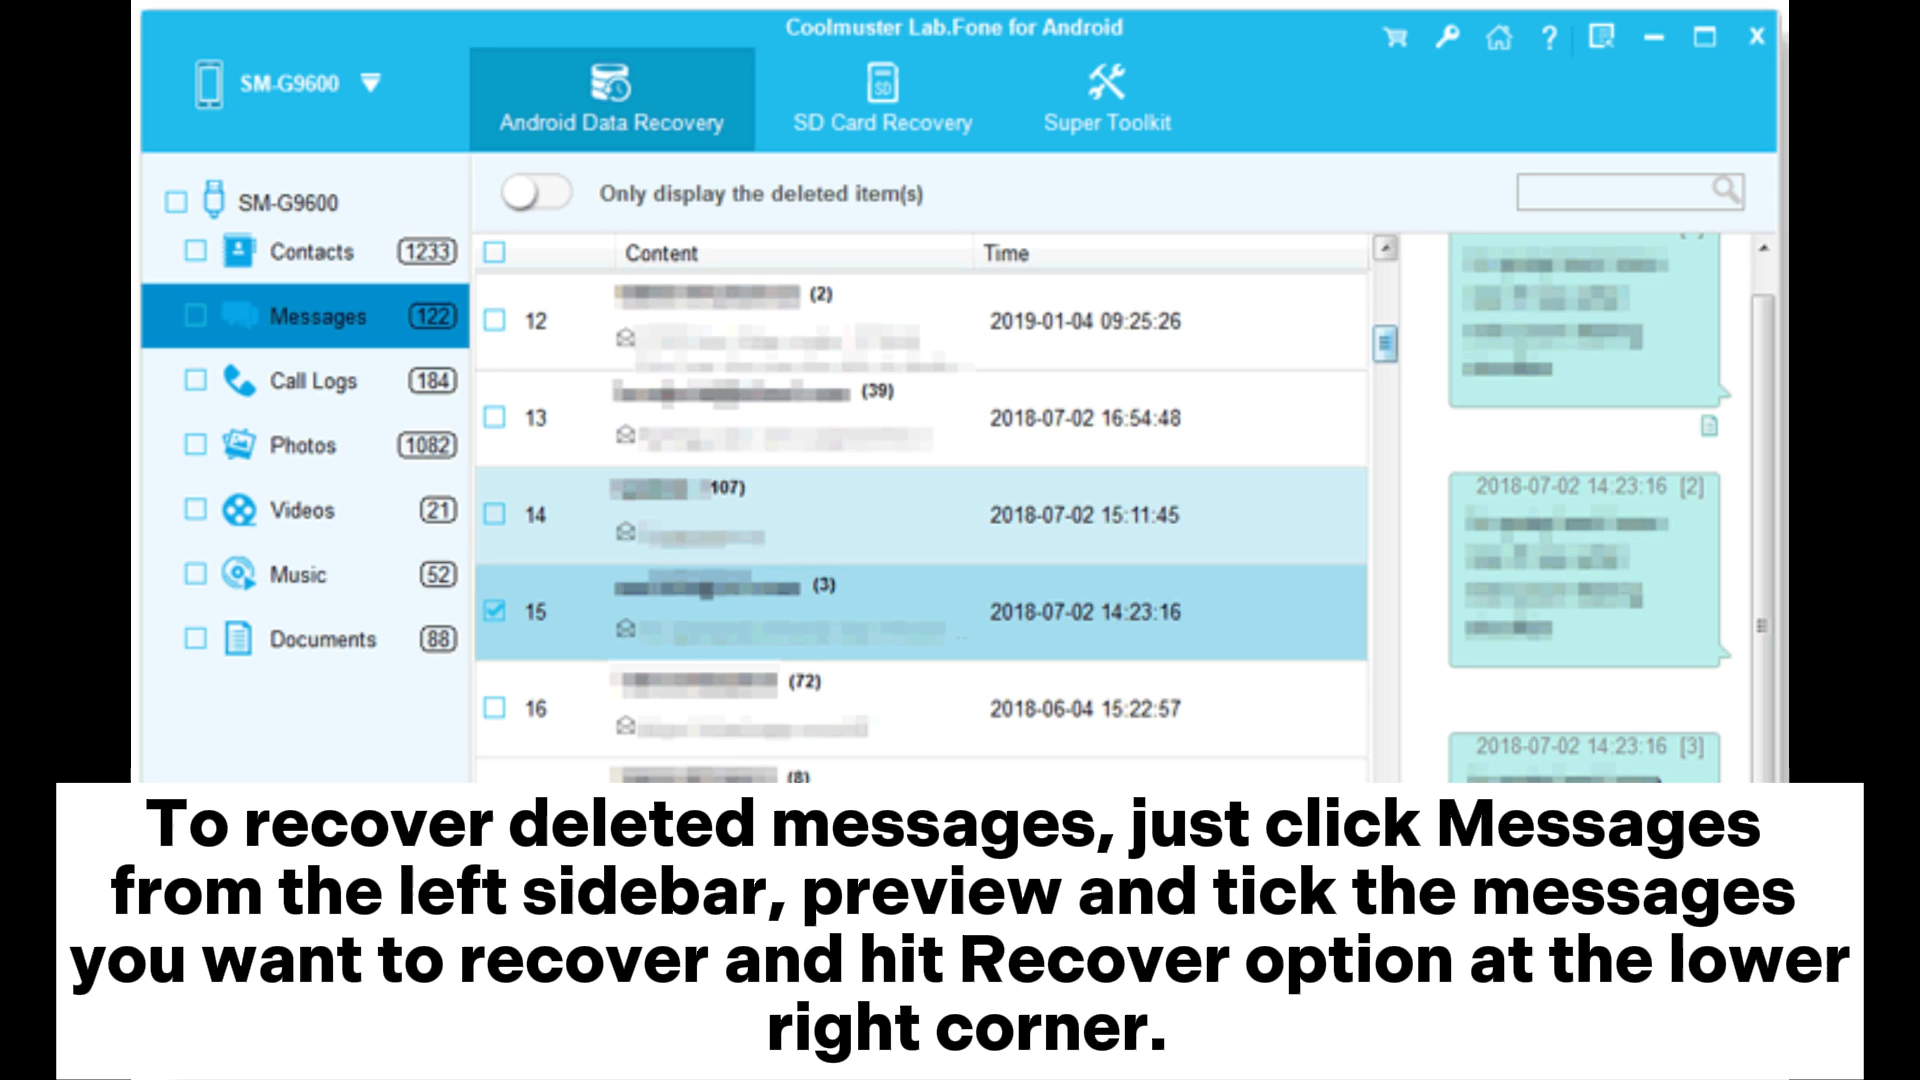 Coolmuster Lab.Fone for Android
SM-G9600
Android Data Recovery
SD Card Recovery
Super Toolkit
SM-G9600
Only display the deleted item(s)
Contacts 1233
Messages 122
Call Logs 184
Photos 1082
Videos 21
Music 52
Documents 88
Content Time
12 (2) 2019-01-04 09:25:26
13 (39) 2018-07-02 16:54:48
14 107) 2018-07-02 15:11:45
15 (3) 2018-07-02 14:23:16
16 (72) 2018-06-04 15:22:57
(8)
2018-07-02 14:23:16 [2]
2018-07-02 14:23:16 [3]
To recover deleted messages, just click Messages
from the left sidebar, preview and tick the messages
you want to recover and hit Recover option at the lower
right corner.